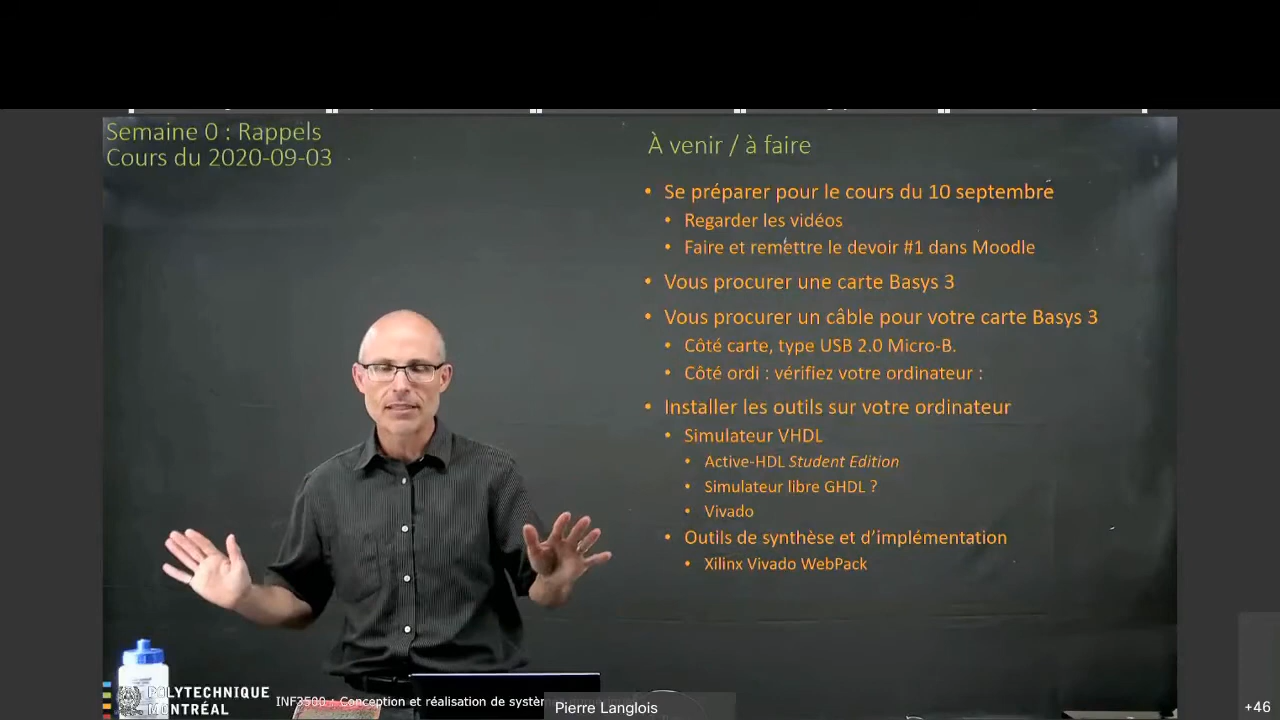 Semaine 0 : Rappels
Cours du 2020-09-03
À venir / à faire
• Se préparer pour le cours du 10 septembre
• Regarder les vidéos
• Faire et remettre le devoir #1 dans Moodle
• Vous procurer une carte Basys 3
• Vous procurer un câble pour votre carte Basys 3
• Côté carte, type USB 2.0 Micro-B.
• Côté ordi : vérifiez votre ordinateur :
• Installer les outils sur votre ordinateur
• Simulateur VHDL
• Active-HDL Student Edition
• Simulateur libre GHDL ?
• Vivado
• Outils de synthèse et d’implémentation
• Xilinx Vivado WebPack
POLYTECHNIQUE
MONTRÉAL
INF3500 : Conception et réalisation de systèm
Pierre Langlois
+46